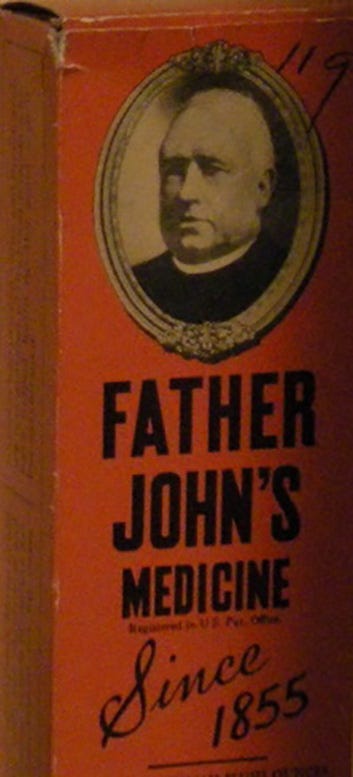 119
FATHER
JOHN'S
MEDICINE
Registered in U.S. Pat. Office.
Since
1855